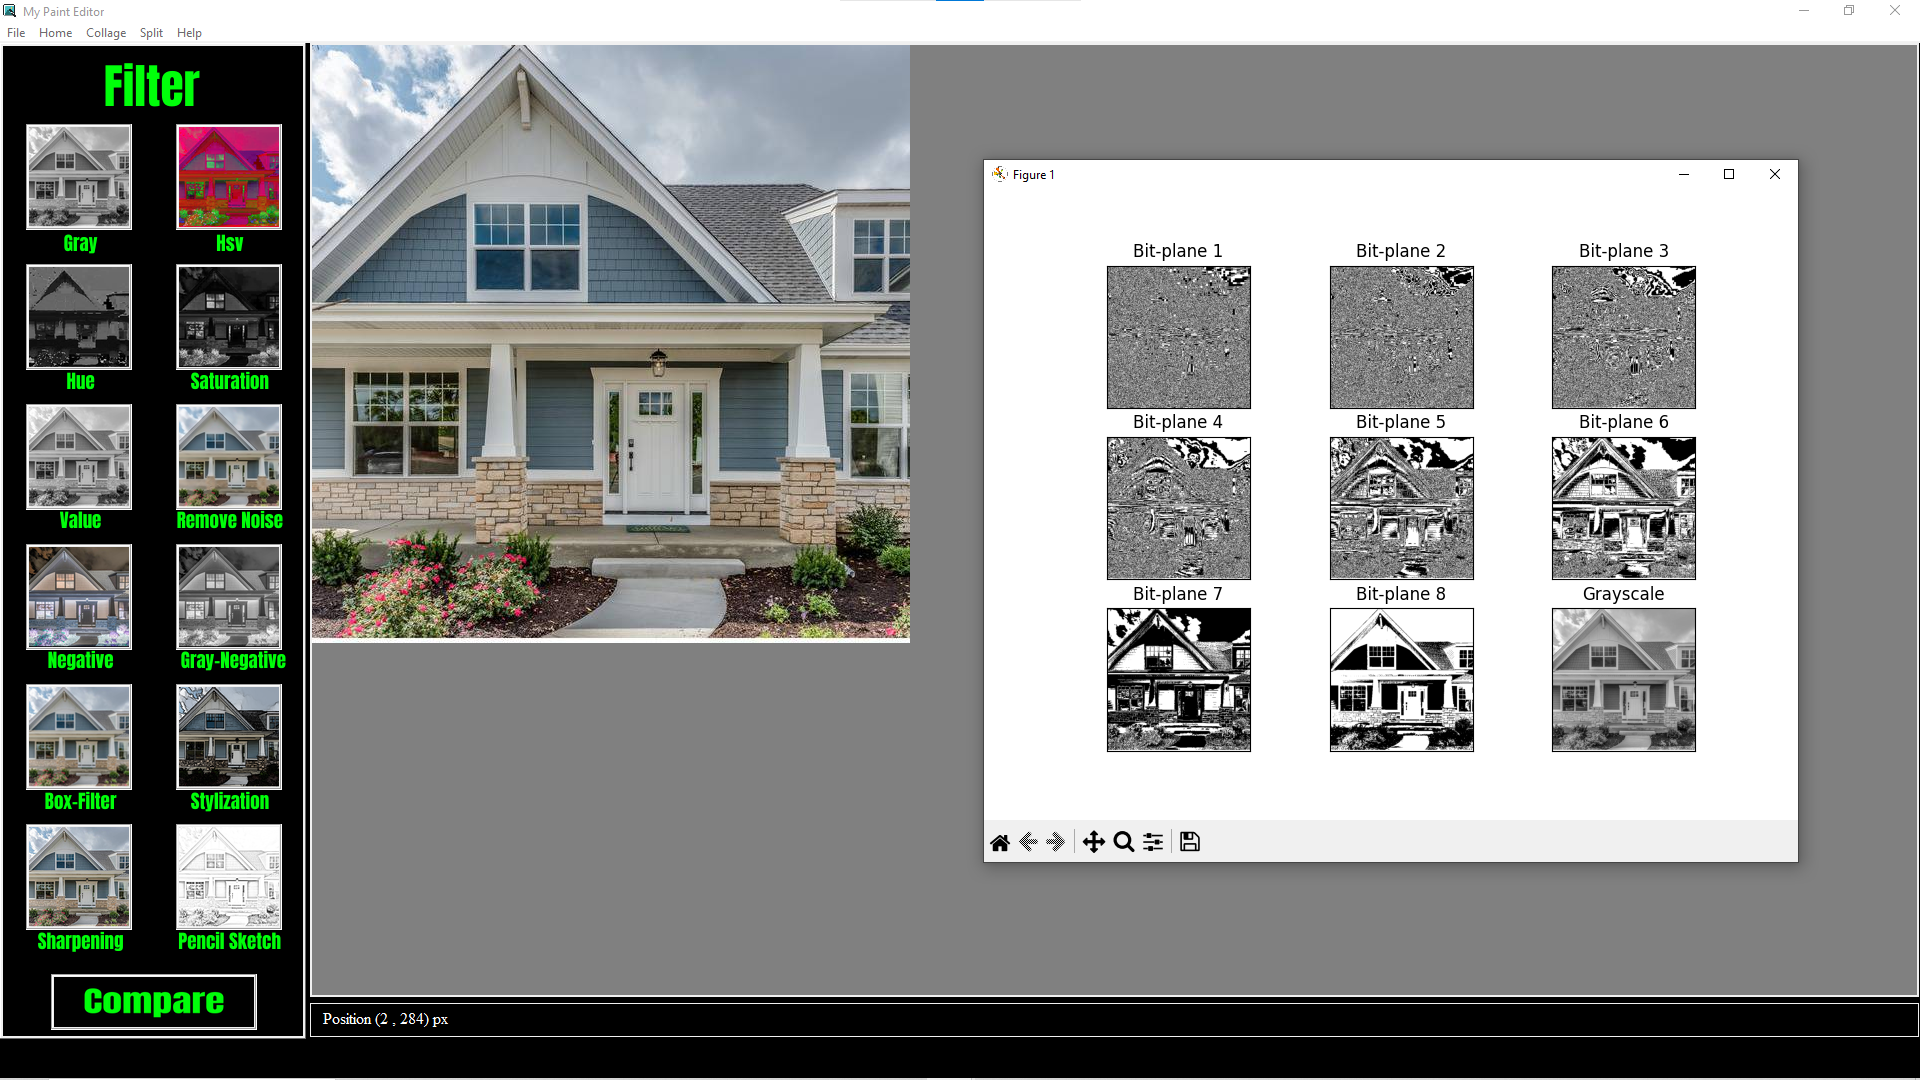 My Paint Editor
File Home Collage Split Help
Filter
Gray Hsv
Hue Saturation
Value Remove Noise
Negative Gray-Negative
Box-Filter Stylization
Sharpening Pencil Sketch
Compare
Figure 1
Bit-plane 1 Bit-plane 2 Bit-plane 3
Bit-plane 4 Bit-plane 5 Bit-plane 6
Bit-plane 7 Bit-plane 8 Grayscale
Position (2 , 284) px